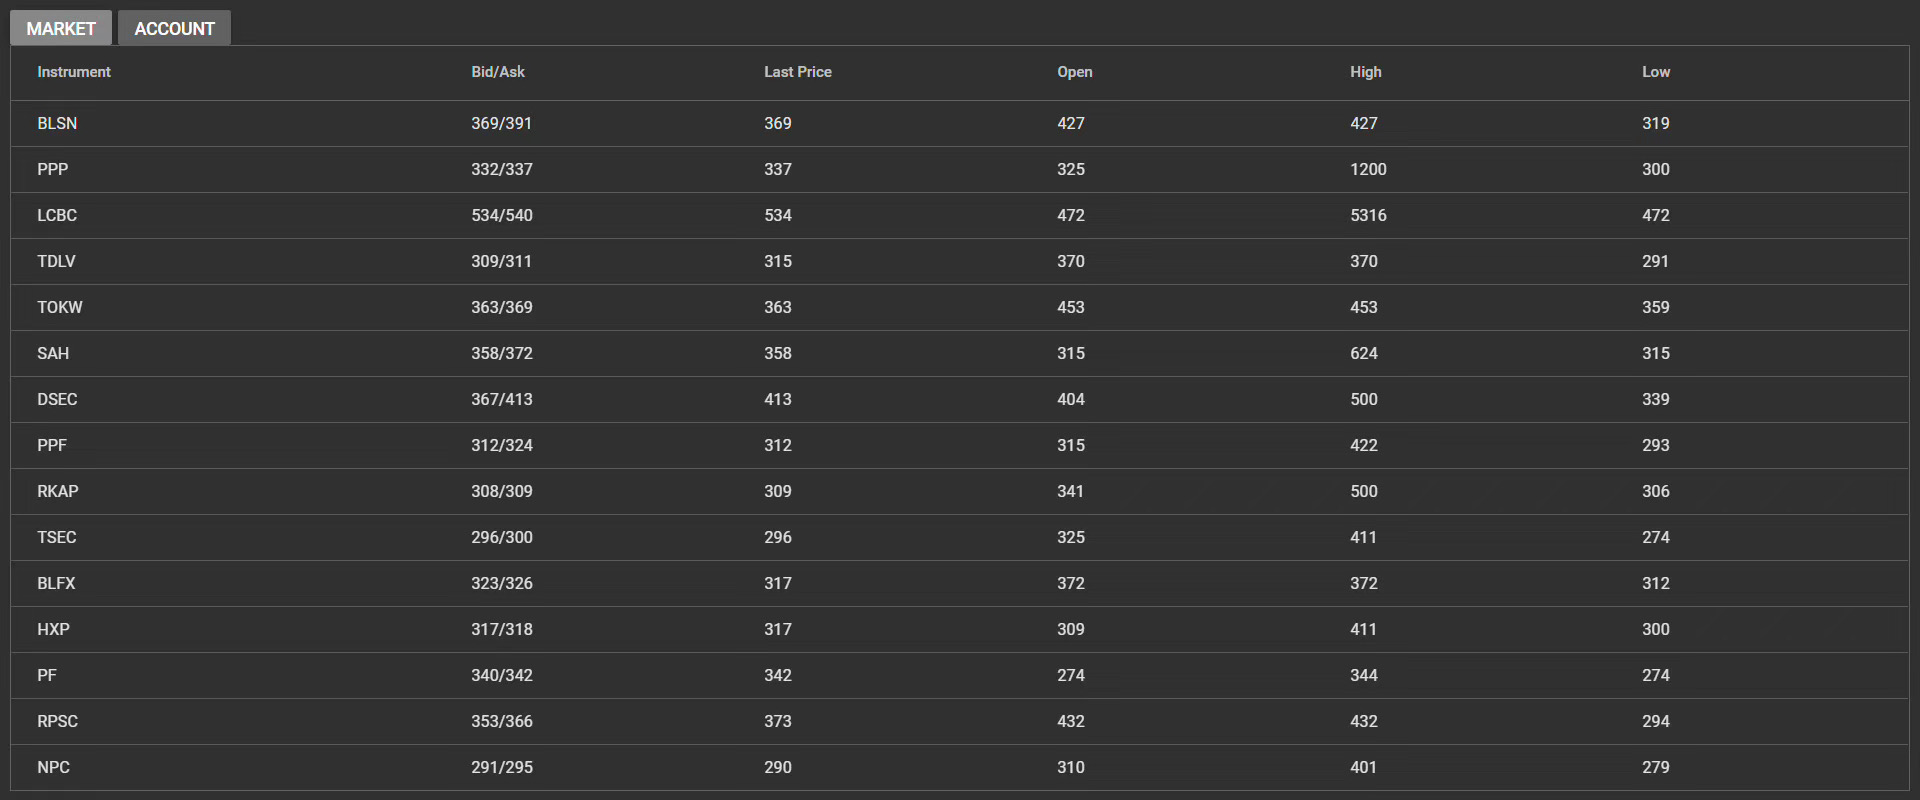 MARKET ACCOUNT
Instrument Bid/Ask Last Price Open High Low
BLSN 369/391 369 427 427 319
PPP 332/337 337 325 1200 300
LCBC 534/540 534 472 5316 472
TDLV 309/311 315 370 370 291
TOKW 363/369 363 453 453 359
SAH 358/372 358 315 624 315
DSEC 367/413 413 404 500 339
PPF 312/324 312 315 422 293
RKAP 308/309 309 341 500 306
TSEC 296/300 296 325 411 274
BLFX 323/326 317 372 372 312
HXP 317/318 317 309 411 300
PF 340/342 342 274 344 274
RPSC 353/366 373 432 432 294
NPC 291/295 290 310 401 279